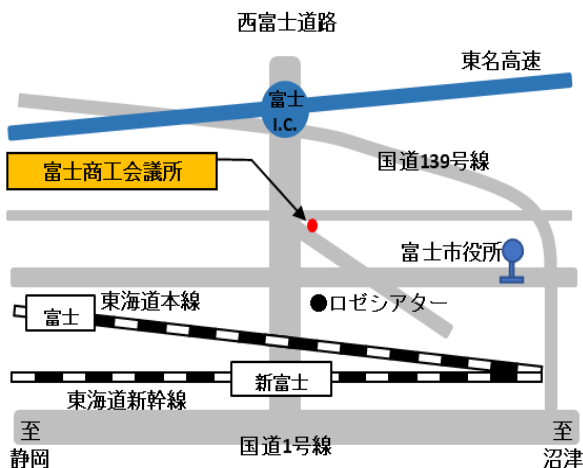 西富士道路
東名高速
富士
I.C.
国道139号線
富士商工会議所
富士市役所
東海道本線
●ロゼシアター
富士
新富士
東海道新幹線
至
静岡
国道1号線
至
沼津